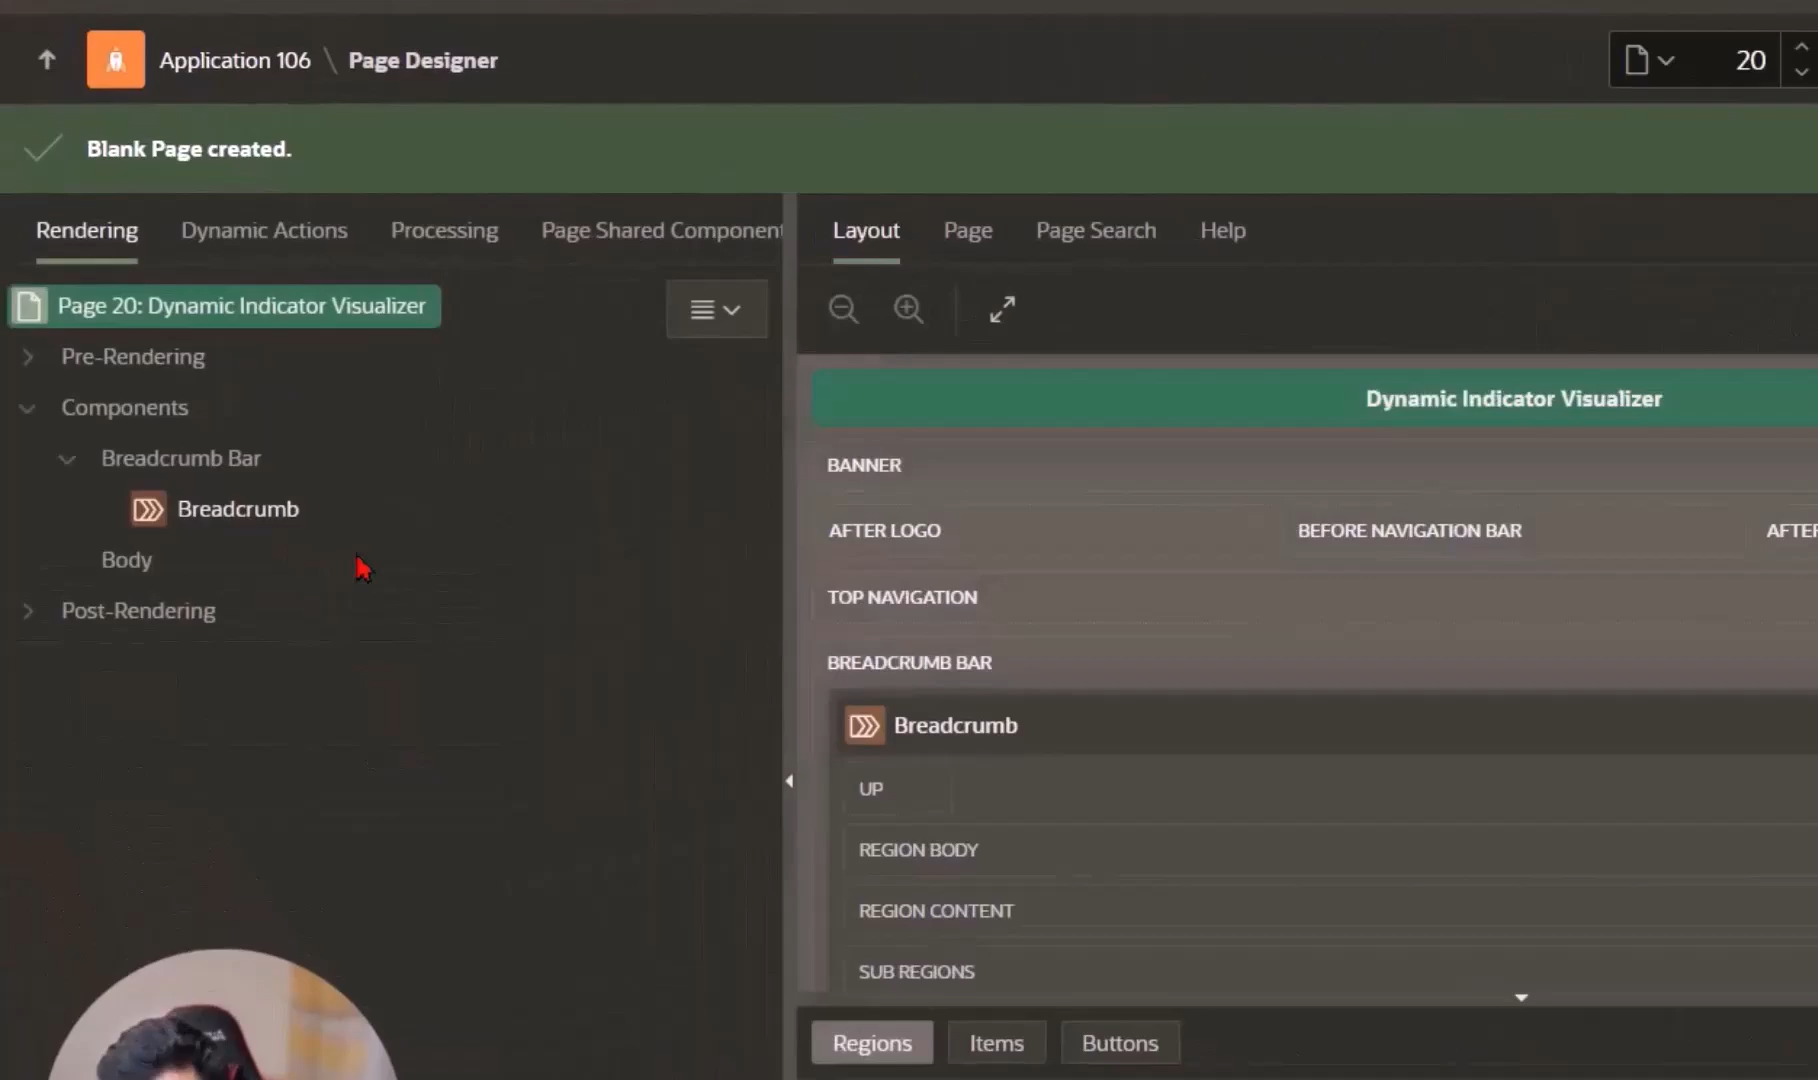 Application 106 \ Page Designer
20
Blank Page created.
Rendering Dynamic Actions Processing Page Shared Component
Layout Page Page Search Help
Page 20: Dynamic Indicator Visualizer
Pre-Rendering
Components
Breadcrumb Bar
Breadcrumb
Body
Post-Rendering
Dynamic Indicator Visualizer
BANNER
AFTER LOGO BEFORE NAVIGATION BAR AFTER
TOP NAVIGATION
BREADCRUMB BAR
Breadcrumb
UP
REGION BODY
REGION CONTENT
SUB REGIONS
Regions Items Buttons